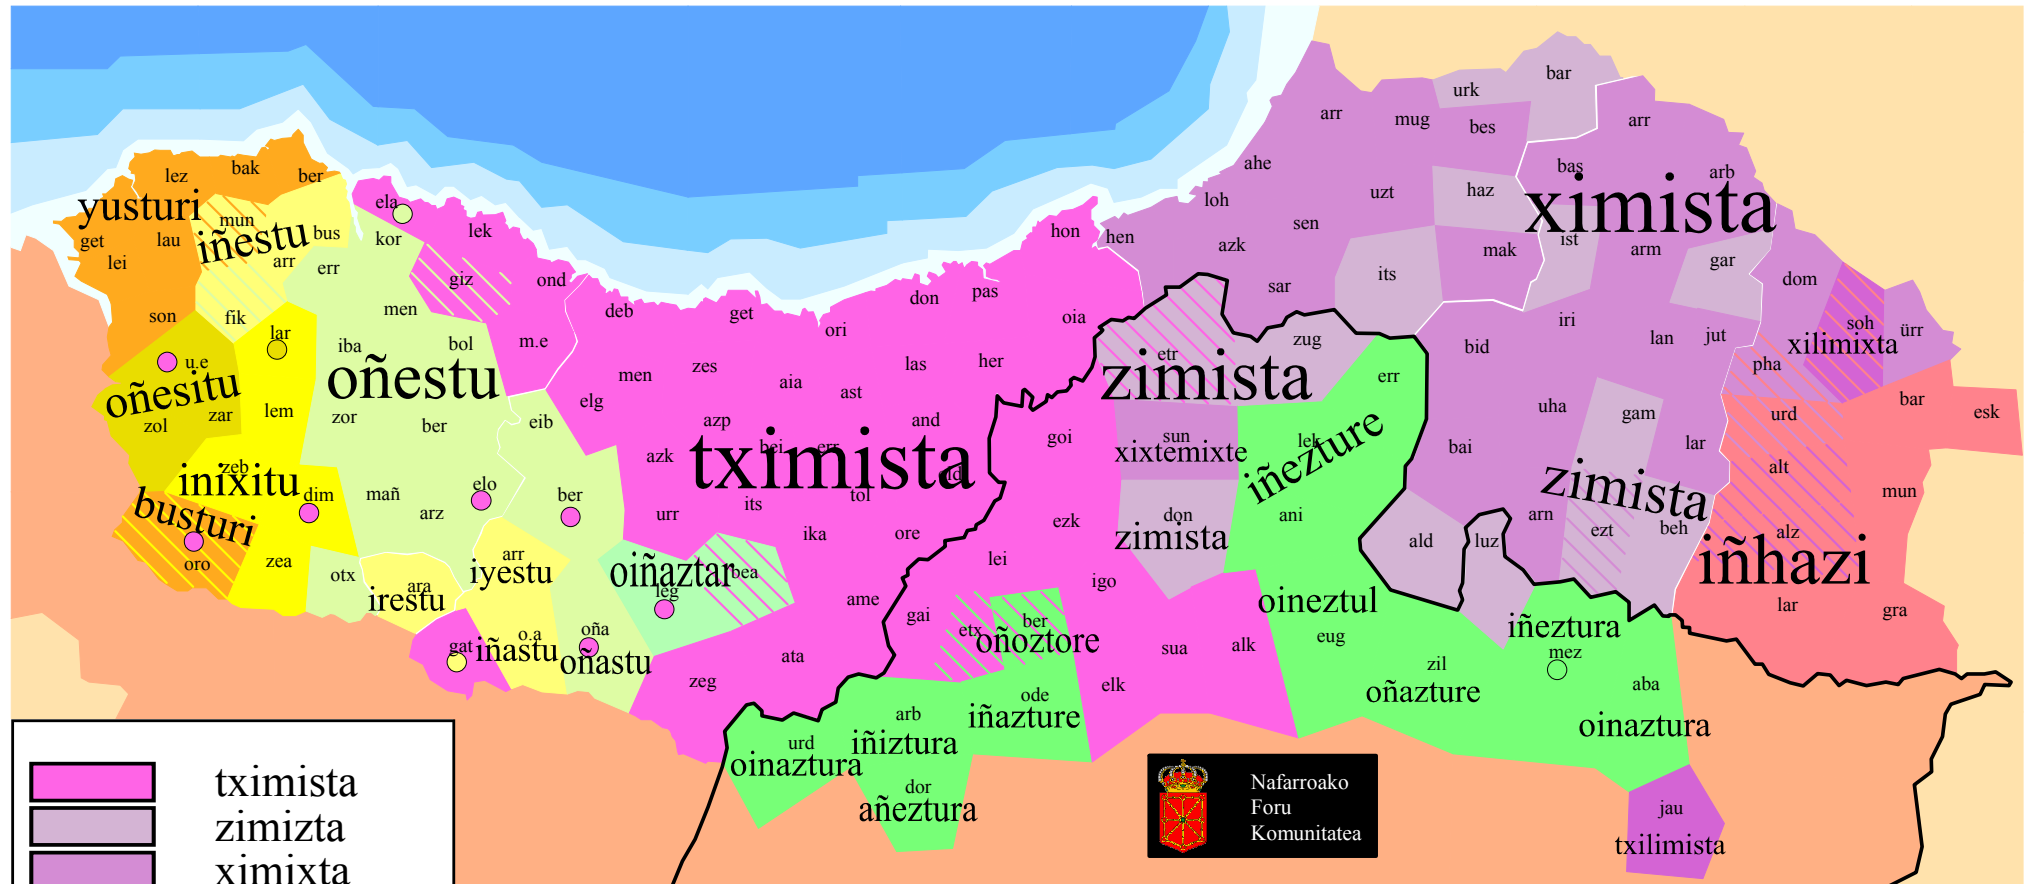 bar
urk
arr
mug
bes
arr
bak
lez
ber
ahe
bas
arb
yusturi
ela
uzt
haz
ximista
loh
mun
iñestu
bus
kor
lek
hon
hen
sen
get
lau
lei
arr
err
azk
mak
ist
arm
gar
giz
ond
its
sar
dom
son
fik
men
deb
get
don
pas
ori
oia
iri
soh
ürr
lar
iba
bol
m.e
zug
bid
lan
jut
xilimixta
u.e
oñesitu
oñestu
zes
men
las
her
etr
zimista
err
pha
aia
ast
elg
zar
lem
zol
zor
ber
eib
azp
and
goi
uha
gam
urd
bar
esk
bei
err
tximista
sun
xixtemixte
lek
iñezture
bai
lar
azk
ald
zeb
inixitu
dim
mañ
elo
ber
its
tol
alt
mun
zimista
busturi
arz
urr
ika
ore
ezk
don
zimista
ani
ald
luz
arn
ezt
beh
alz
iñhazi
oro
zea
otx
arr
iyestu
oiñaztar
bea
leg
lei
igo
ara
irestu
ame
gai
etx
ber
oñoztore
oineztul
eug
iñeztura
mez
lar
gra
gat
o.a
iñastu
oña
oñastu
ata
zeg
sua
alk
elk
zil
oñazture
aba
oinaztura
ode
iñazture
arb
iñiztura
urd
oinaztura
dor
añeztura
jau
txilimista
Nafarroako
Foru
Komunitatea
tximista
zimizta
ximixta